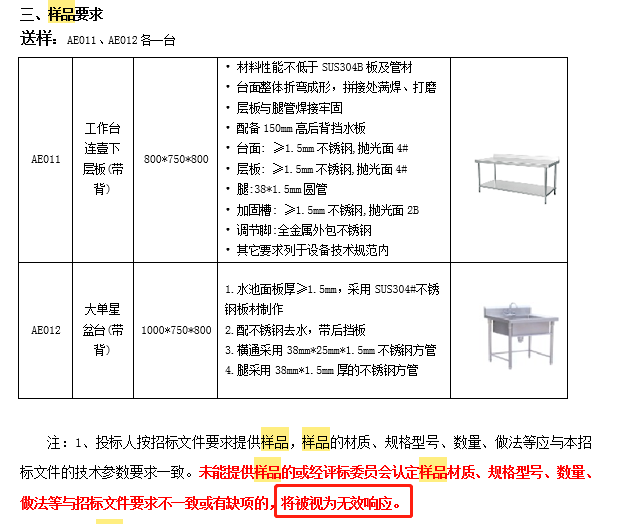 三、样品要求
送样：AE011、AE012 各一台
AE011
工作台
连壹下
层板(带
背)
800*750*800
• 材料性能不低于 SUS304B 板及管材
• 台面整体折弯成形，拼接处满焊、打磨
• 层板与腿管焊接牢固
• 配备 150mm 高后背挡水板
• 台面: ≥1.5mm 不锈钢,抛光面 4#
• 层板: ≥1.5mm 不锈钢,抛光面 4#
• 腿:38*1.5mm 圆管
• 加固槽: ≥1.5mm 不锈钢,抛光面 2B
• 调节脚:全金属外包不锈钢
• 其它要求列于设备技术规范内
AE012
大单星
盆台(带
背)
1000*750*800
1.水池面板厚≥1.5mm，采用 SUS304#不锈
钢板材制作
2.配不锈钢去水，带后挡板
3.横通采用 38mm*25mm*1.5mm 不锈钢方管
4.腿采用 38mm*1.5mm 厚的不锈钢方管
注：1、投标人按招标文件要求提供样品，样品的材质、规格型号、数量、做法等应与本招
标文件的技术参数要求一致。未能提供样品的或经评标委员会认定样品材质、规格型号、数量、
做法等与招标文件要求不一致或有缺项的，将被视为无效响应。